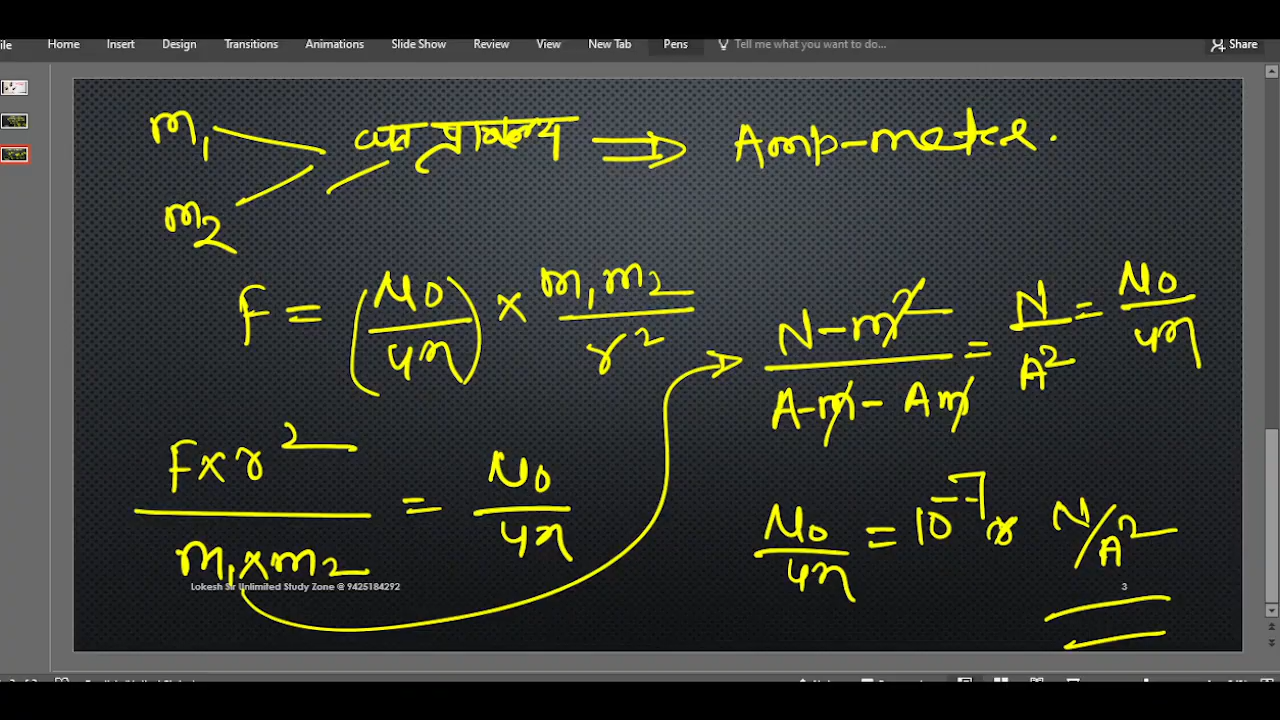 File Home Insert Design Transitions Animations Slide Show Review View New Tab Pens Tell me what you want to do... Share
m₁
m₂
ध्रुव प्राबल्य ⇒ Amp-meter.
F = (μ₀/4π) × m₁m₂/r²
N-m²/A-m-Am = N/A² = μ₀/4π
F×r²/m₁×m₂ = μ₀/4π
μ₀/4π = 10⁻⁷ × N/A²
Lokesh Sir Unlimited Study Zone @ 9425184292
3